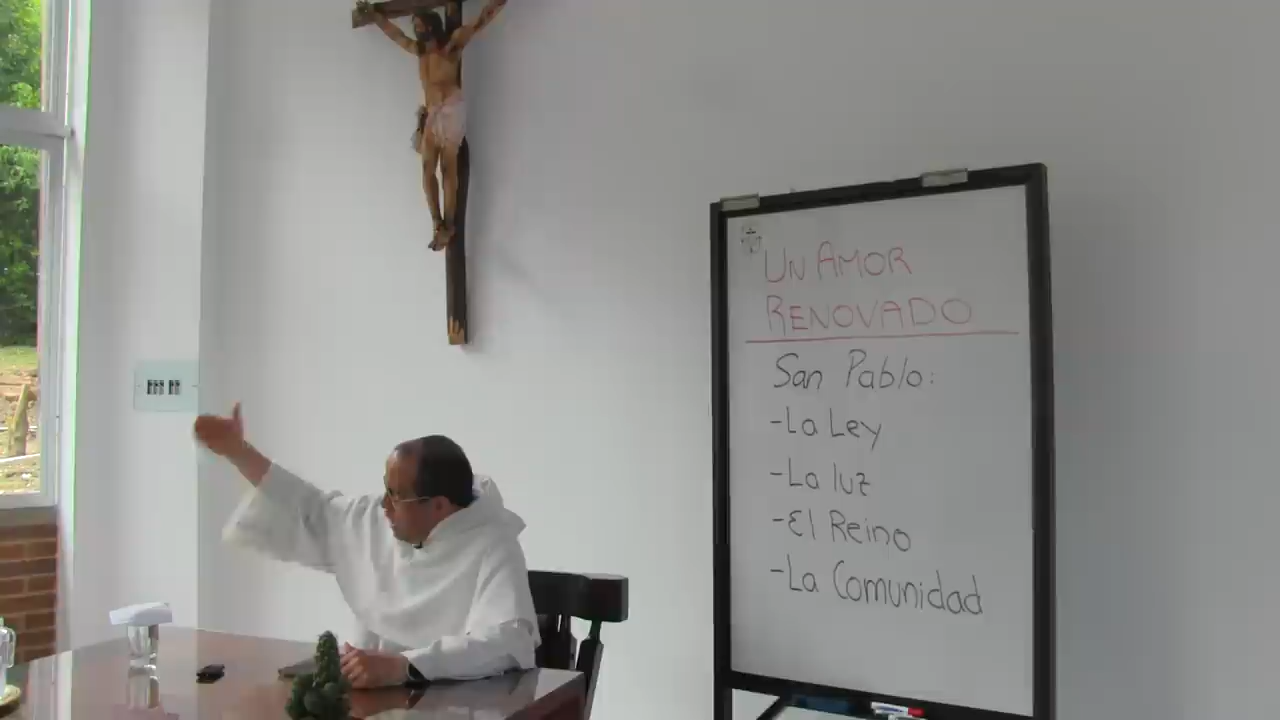 UN AMOR
RENOVADO
San Pablo:
-La Ley
-La luz
-El Reino
-La Comunidad